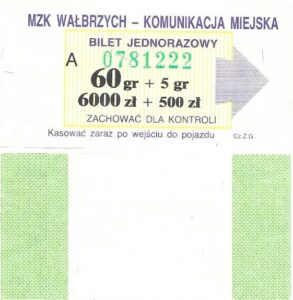 MZK WAŁBRZYCH – KOMUNIKACJA MIEJSKA
BILET JEDNORAZOWY
A 0781222
60 gr + 5 gr
6000 zł + 500 zł
ZACHOWAĆ DLA KONTROLI
Kasować zaraz po wejściu do pojazdu Cz.Z.G.